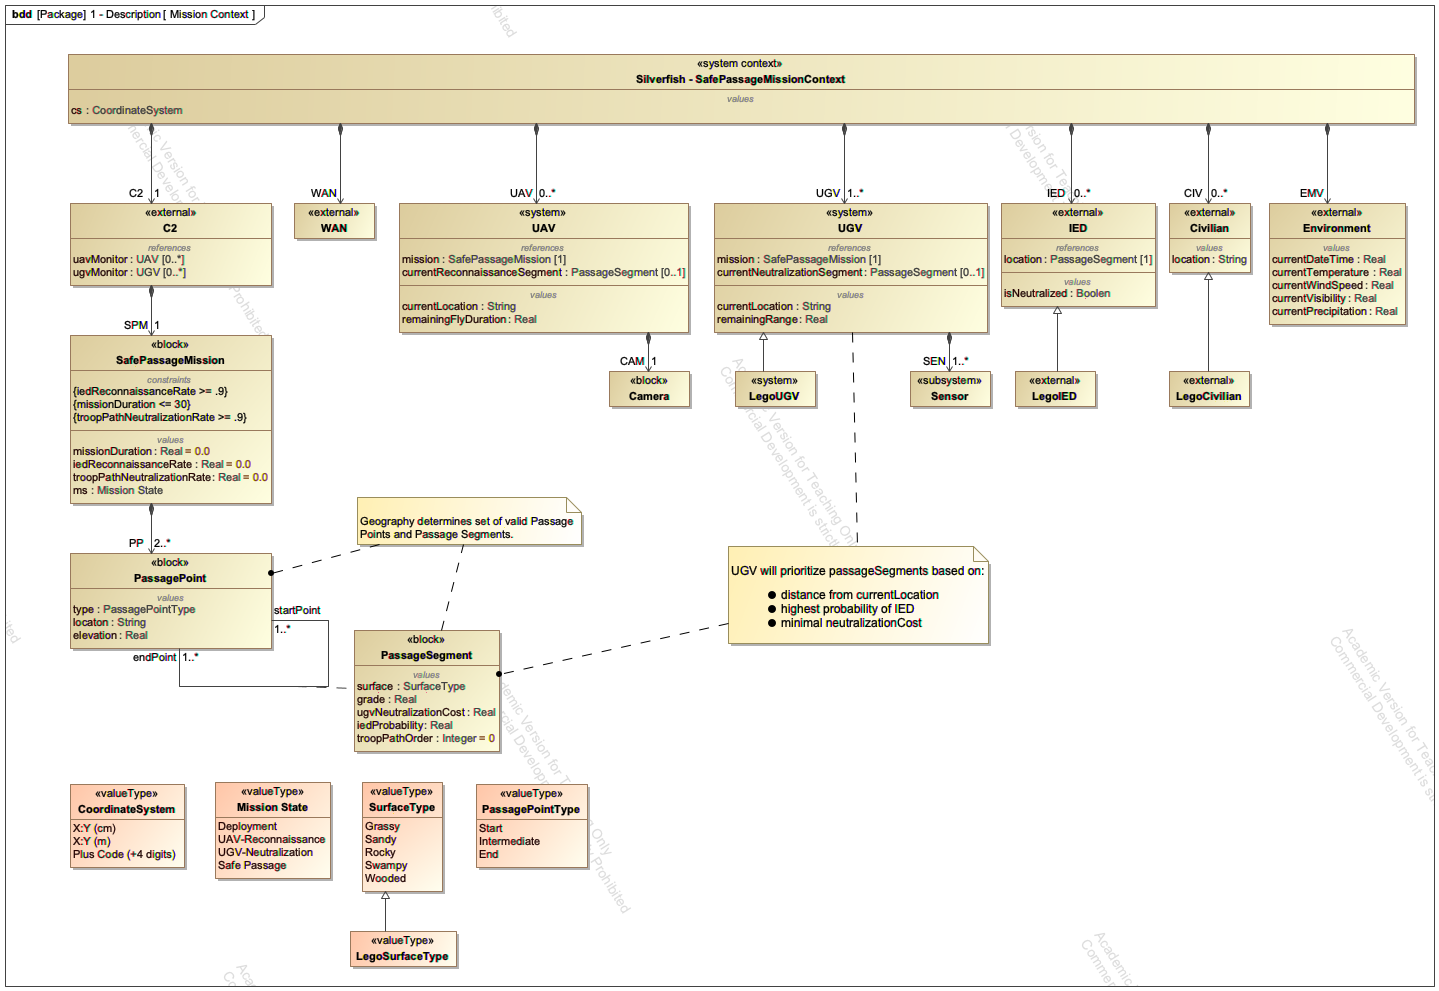 bdd [Package] 1 - Description [ Mission Context ]
«system context»
Silverfish - SafePassageMissionContext
values
cs : CoordinateSystem
C2 1
WAN
UAV 0..*
UGV 1..*
IED 0..*
CIV 0..*
EMV
«external»
C2
references
uavMonitor : UAV [0..*]
ugvMonitor : UGV [0..*]
«external»
WAN
«system»
UAV
references
mission : SafePassageMission [1]
currentReconnaissanceSegment : PassageSegment [0..1]
values
currentLocation : String
remainingFlyDuration : Real
«system»
UGV
references
mission : SafePassageMission [1]
currentNeutralizationSegment : PassageSegment [0..1]
values
currentLocation : String
remainingRange : Real
«external»
IED
references
location : PassageSegment [1]
values
isNeutralized : Boolen
«external»
Civilian
values
location : String
«external»
Environment
values
currentDateTime : Real
currentTemperature : Real
currentWindSpeed : Real
currentVisibility : Real
currentPrecipitation : Real
SPM 1
CAM 1
SEN 1..*
«block»
SafePassageMission
constraints
{iedReconnaissanceRate >= .9}
{missionDuration <= 30}
{troopPathNeutralizationRate >= .9}
values
missionDuration : Real = 0.0
iedReconnaissanceRate : Real = 0.0
troopPathNeutralizationRate : Real = 0.0
ms : Mission State
«block»
Camera
«system»
LegoUGV
«subsystem»
Sensor
«external»
LegoIED
«external»
LegoCivilian
PP 2..*
«block»
PassagePoint
values
type : PassagePointType
locaton : String
elevation : Real
startPoint
1..*
endPoint 1..*
Geography determines set of valid Passage
Points and Passage Segments.
UGV will prioritize passageSegments based on:
● distance from currentLocation
● highest probability of IED
● minimal neutralizationCost
«block»
PassageSegment
values
surface : SurfaceType
grade : Real
ugvNeutralizationCost : Real
iedProbability : Real
troopPathOrder : Integer = 0
«valueType»
CoordinateSystem
X:Y (cm)
X:Y (m)
Plus Code (+4 digits)
«valueType»
Mission State
Deployment
UAV-Reconnaissance
UGV-Neutralization
Safe Passage
«valueType»
SurfaceType
Grassy
Sandy
Rocky
Swampy
Wooded
«valueType»
PassagePointType
Start
Intermediate
End
«valueType»
LegoSurfaceType